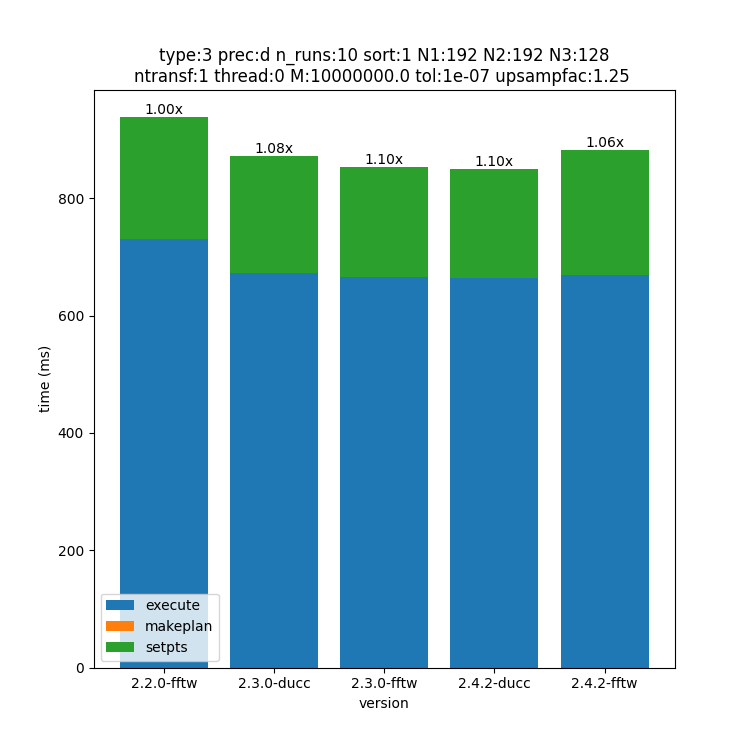 type:3 prec:d n_runs:10 sort:1 N1:192 N2:192 N3:128
ntransf:1 thread:0 M:10000000.0 tol:1e-07 upsampfac:1.25
1.00x
1.08x
1.10x
1.10x
1.06x
800
600
400
200
0
time (ms)
execute
makeplan
setpts
2.2.0-fftw
2.3.0-ducc
2.3.0-fftw
2.4.2-ducc
2.4.2-fftw
version